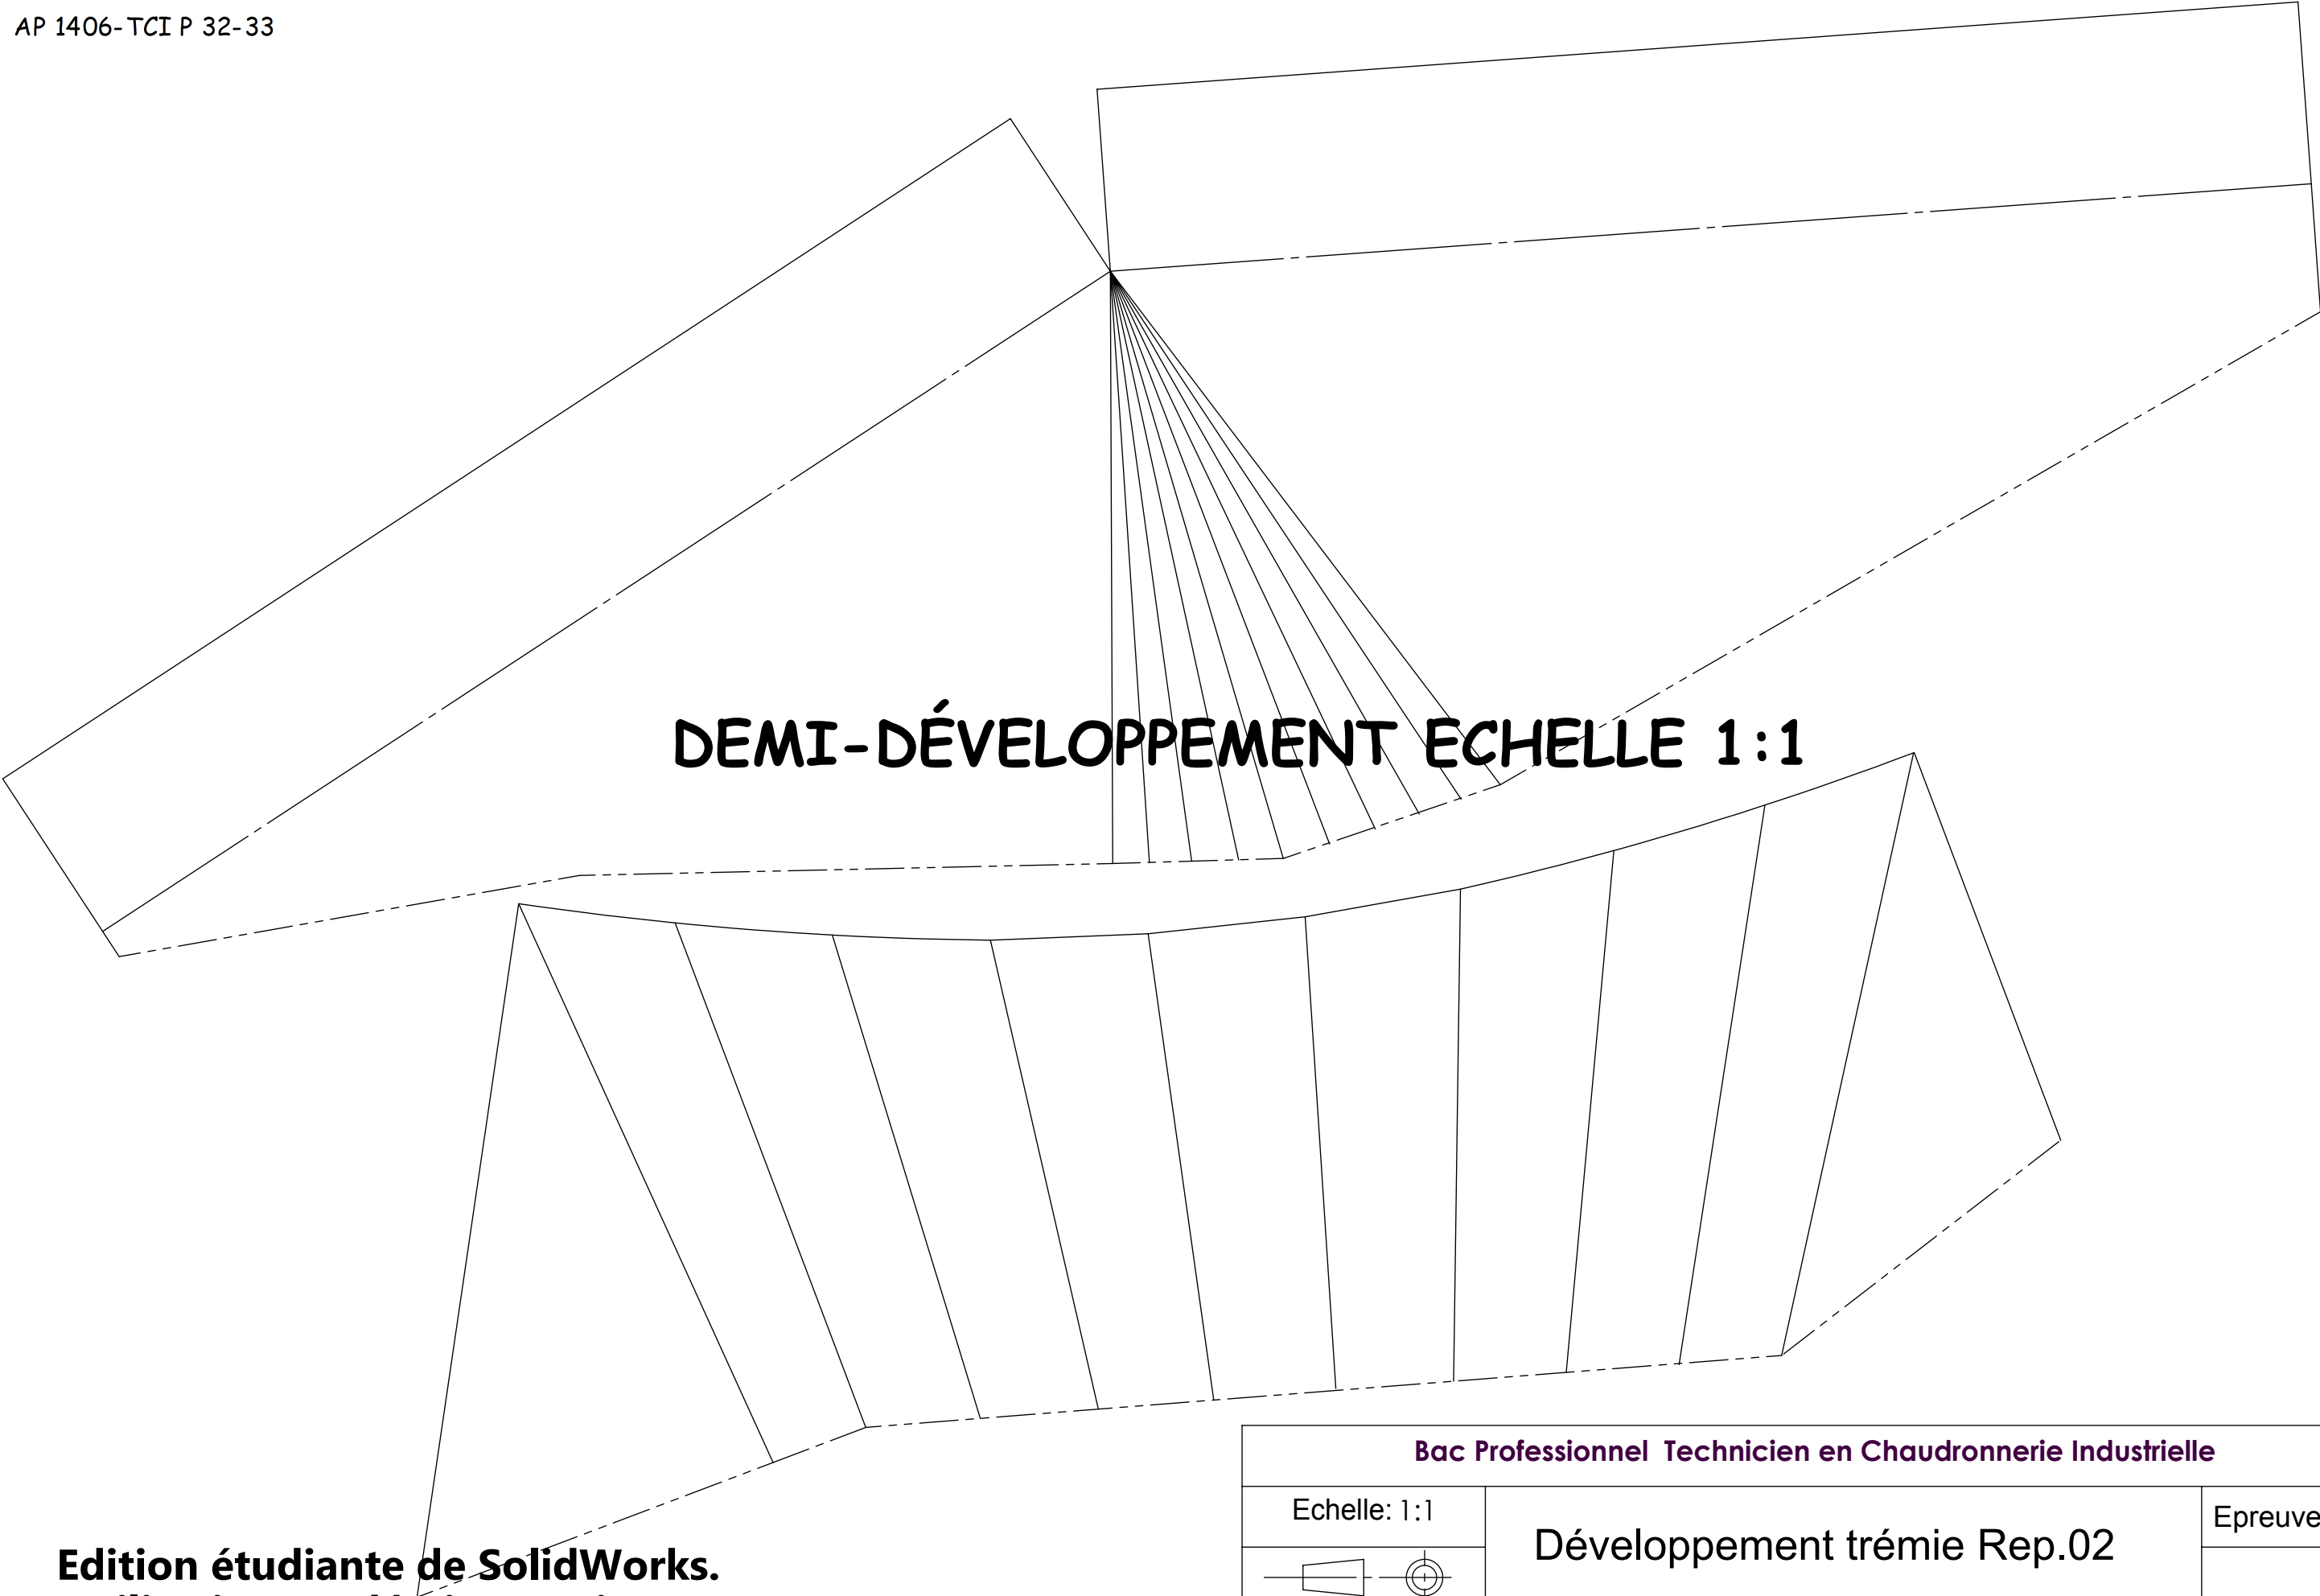 AP 1406-TCI P 32-33
DEMI-DÉVELOPPEMENT ECHELLE 1:1
Bac Professionnel Technicien en Chaudronnerie Industrielle
Echelle: 1:1
Développement trémie Rep.02
Epreuve
Edition étudiante de SolidWorks.